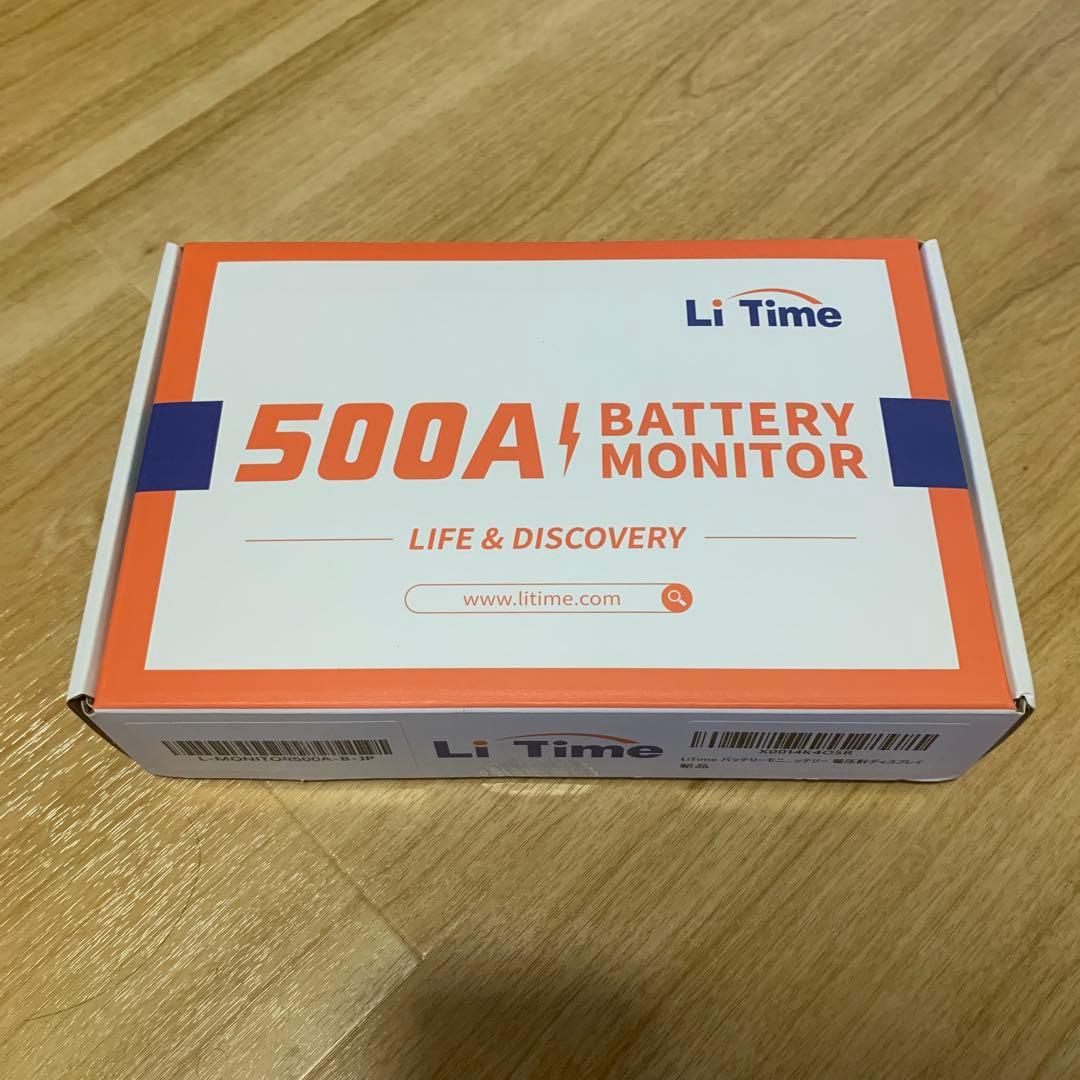 Li Time
500A BATTERY
MONITOR
LIFE & DISCOVERY
www.litime.com
L-MONITOR500A-B-JP
Li Time
X0014K4O5R
LiTime バッテリーモニ...ッテリー 電圧計ディスプレイ
新品